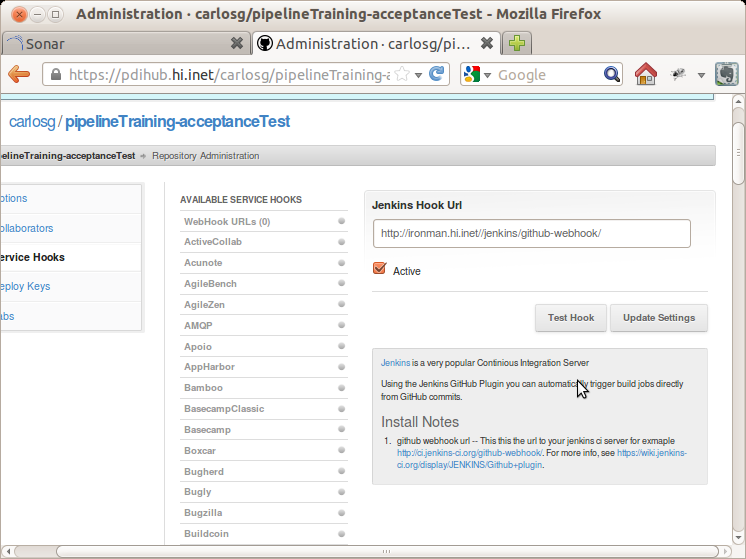 Administration · carlosg/pipelineTraining-acceptanceTest - Mozilla Firefox
Sonar
Administration · carlosg/pi...
https://pdihub.hi.inet/carlosg/pipelineTraining-a
Google
carlosg / pipelineTraining-acceptanceTest
elineTraining-acceptanceTest → Repository Administration
ptions
ollaborators
ervice Hooks
eploy Keys
abs
AVAILABLE SERVICE HOOKS
WebHook URLs (0)
ActiveCollab
Acunote
AgileBench
AgileZen
AMQP
Apoio
AppHarbor
Bamboo
BasecampClassic
Basecamp
Boxcar
Bugherd
Bugly
Bugzilla
Buildcoin
Jenkins Hook Url
http://ironman.hi.inet//jenkins/github-webhook/
Active
Test Hook
Update Settings
Jenkins is a very popular Continious Integration Server
Using the Jenkins GitHub Plugin you can automatically trigger build jobs directly
from GitHub commits.
Install Notes
1. github webhook url -- This this the url to your jenkins ci server for exmaple
http://ci.jenkins-ci.org/github-webhook/. For more info, see https://wiki.jenkins-
ci.org/display/JENKINS/Github+plugin.